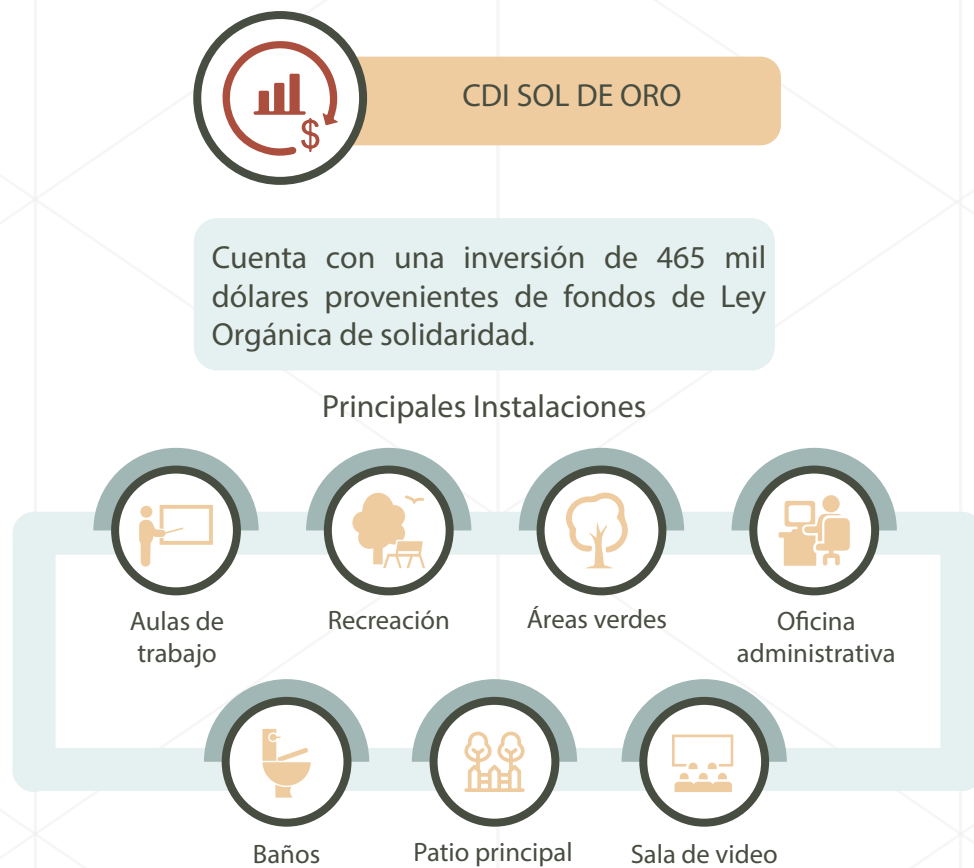 CDI SOL DE ORO
$
Cuenta con una inversión de 465 mil
dólares provenientes de fondos de Ley
Orgánica de solidaridad.
Principales Instalaciones
Aulas de
trabajo
Recreación
Áreas verdes
Oficina
administrativa
Baños
Patio principal
Sala de video